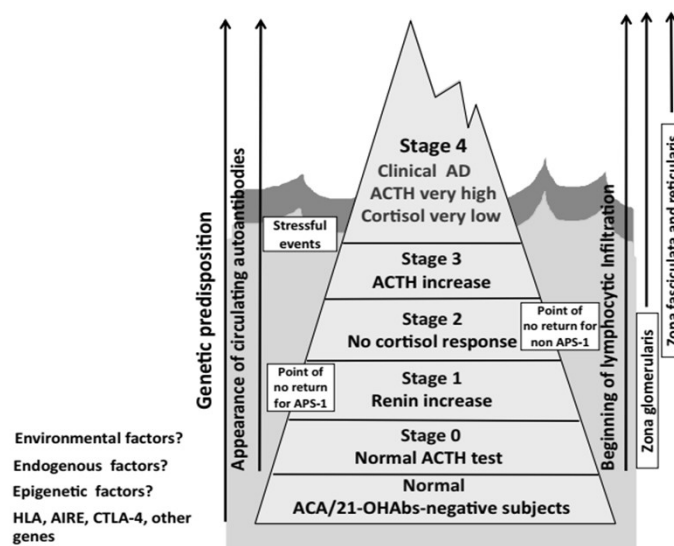 Stage 4
Clinical AD
ACTH very high
Cortisol very low
Stressful
events
Stage 3
ACTH increase
Stage 2
No cortisol response
Point
of no return for
non APS-1
Point of
no return
for APS-1
Stage 1
Renin increase
Stage 0
Normal ACTH test
Normal
ACA/21-OHAbs-negative subjects
Genetic predisposition
Appearance of circulating autoantibodies
Beginning of lymphocytic Infiltration
Zona glomerularis
Zona fasciculata and reticularis
Environmental factors?
Endogenous factors?
Epigenetic factors?
HLA, AIRE, CTLA-4, other
genes